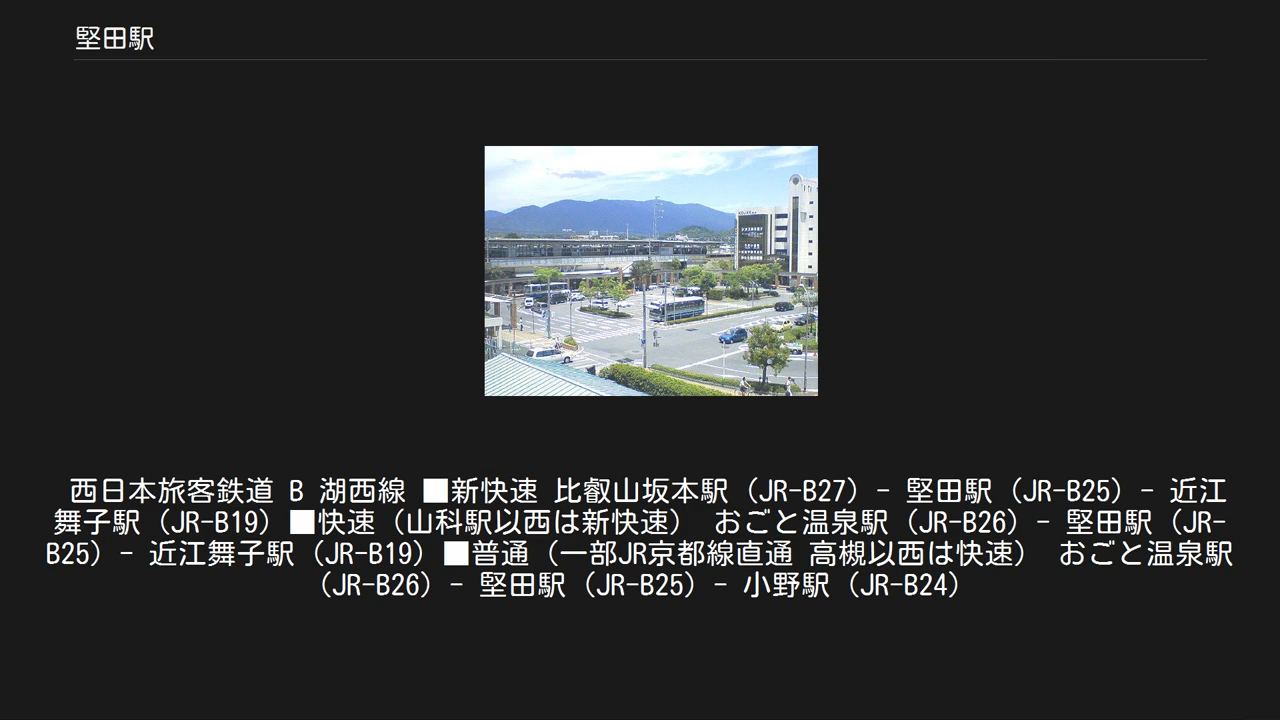 堅田駅
西日本旅客鉄道 B 湖西線 ■新快速 比叡山坂本駅（JR-B27）- 堅田駅（JR-B25）- 近江
舞子駅（JR-B19）■快速（山科駅以西は新快速） おごと温泉駅（JR-B26）- 堅田駅（JR-
B25）- 近江舞子駅（JR-B19）■普通（一部JR京都線直通 高槻以西は快速） おごと温泉駅
（JR-B26）- 堅田駅（JR-B25）- 小野駅（JR-B24）